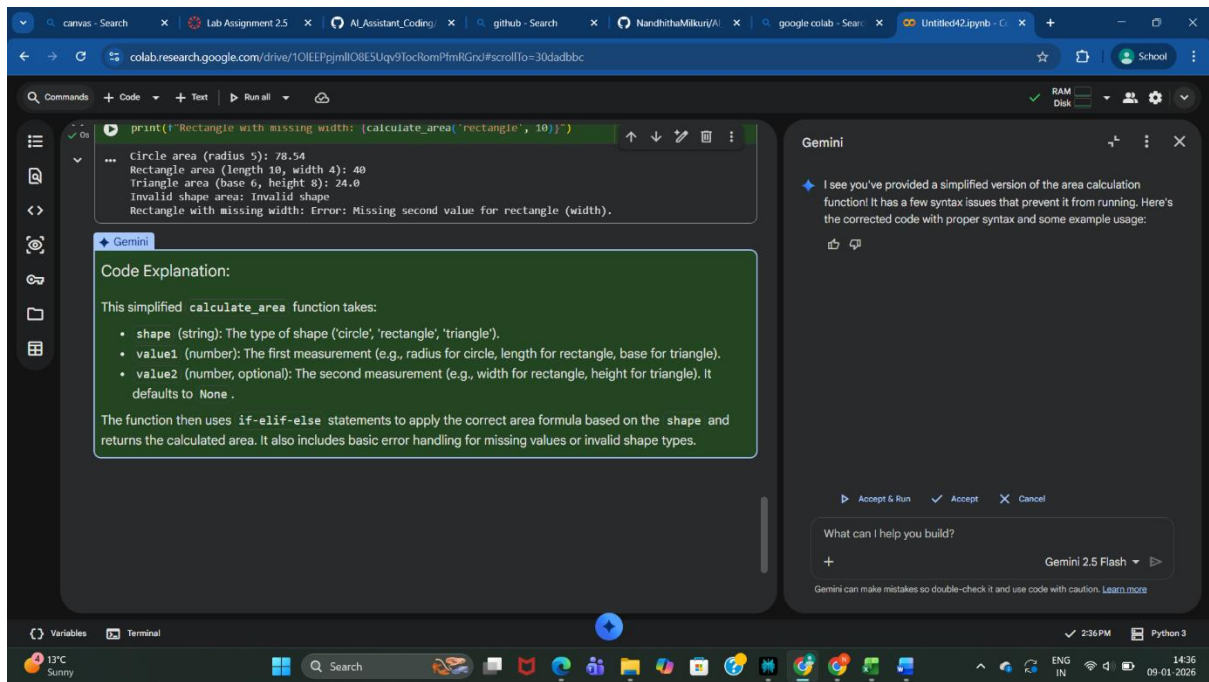 canvas - Search
Lab Assignment 2.5
AI_Assistant_Coding/
github - Search
NandhithaMilkuri/AI
google colab - Searc
Untitled42.ipynb - Co
School
Commands + Code + Text Run all
RAM
Disk
0s
print(f"Rectangle with missing width: {calculate_area('rectangle', 10)}")
Circle area (radius 5): 78.54
Rectangle area (length 10, width 4): 40
Triangle area (base 6, height 8): 24.0
Invalid shape area: Invalid shape
Rectangle with missing width: Error: Missing second value for rectangle (width).
Gemini
Code Explanation:
This simplified calculate_area function takes:
• shape (string): The type of shape ('circle', 'rectangle', 'triangle').
• value1 (number): The first measurement (e.g., radius for circle, length for rectangle, base for triangle).
• value2 (number, optional): The second measurement (e.g., width for rectangle, height for triangle). It
defaults to None .
The function then uses if-elif-else statements to apply the correct area formula based on the shape and
returns the calculated area. It also includes basic error handling for missing values or invalid shape types.
Gemini
I see you've provided a simplified version of the area calculation
function! It has a few syntax issues that prevent it from running. Here's
the corrected code with proper syntax and some example usage:
Accept & Run Accept Cancel
What can I help you build?
Gemini 2.5 Flash
Gemini can make mistakes so double-check it and use code with caution. Learn more
Variables Terminal
2:36 PM Python 3
4
13°C
Sunny
Search
ENG
IN
14:36
09-01-2026